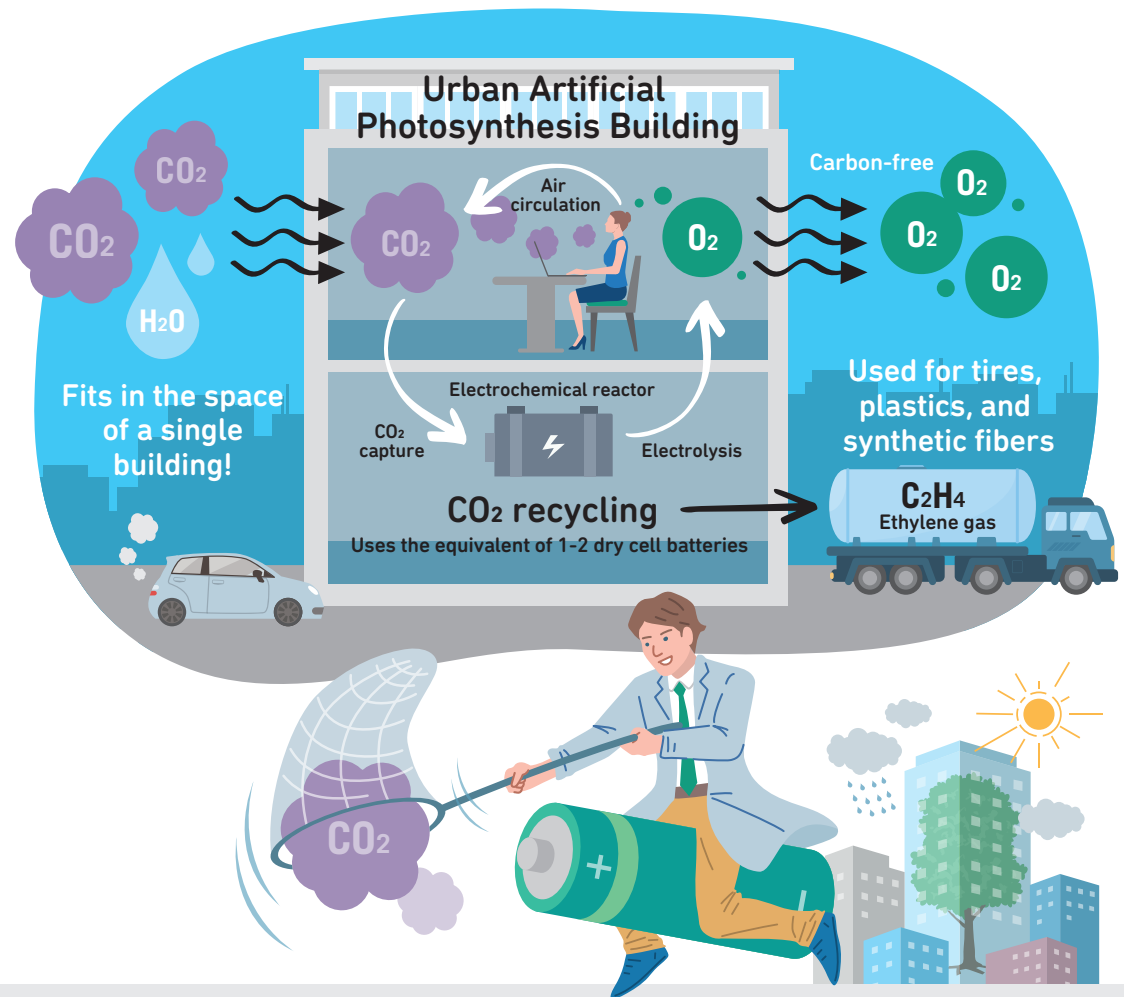 Urban Artificial
Photosynthesis Building
CO2
CO2
H2O
Fits in the space
of a single
building!
CO2
Air
circulation
O2
Carbon-free
O2
O2
O2
Electrochemical reactor
CO2
capture
Electrolysis
CO2 recycling
Uses the equivalent of 1-2 dry cell batteries
Used for tires,
plastics, and
synthetic fibers
C2H4
Ethylene gas
CO2
+